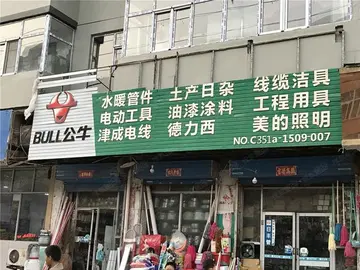 BULL公牛
水暖管件 土产日杂 线缆洁具
电动工具 油漆涂料 工程用具
津成电线 德力西 美的照明
NO.C351a-1509-007